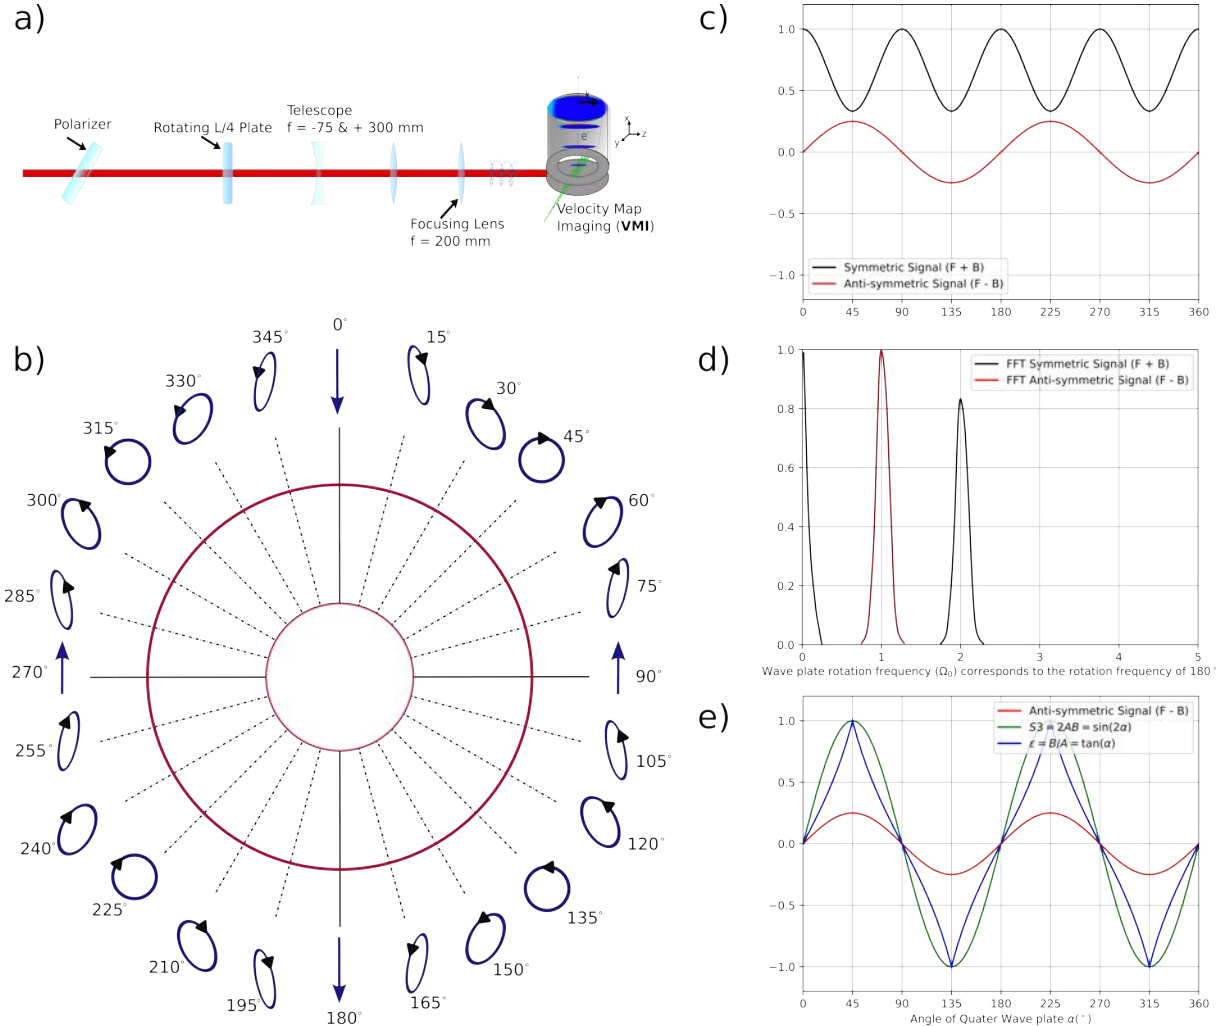 a)
Polarizer
Rotating L/4 Plate
Telescope
f = -75 & + 300 mm
Focusing Lens
f = 200 mm
e⁻
x
y
z
Velocity Map
Imaging (VMI)
b)
0°
15°
30°
45°
60°
75°
90°
105°
120°
135°
150°
165°
180°
195°
210°
225°
240°
255°
270°
285°
300°
315°
330°
345°
c)
1.0
0.5
0.0
−0.5
−1.0
Symmetric Signal (F + B)
Anti-symmetric Signal (F - B)
0 45 90 135 180 225 270 315 360
d)
1.0
0.8
0.6
0.4
0.2
0.0
FFT Symmetric Signal (F + B)
FFT Anti-symmetric Signal (F - B)
0 1 2 3 4 5
Wave plate rotation frequency (Ω₀) corresponds to the rotation frequency of 180°
e)
1.0
0.5
0.0
−0.5
−1.0
Anti-symmetric Signal (F - B)
S3 = 2AB = sin(2α)
ε = B/A = tan(α)
0 45 90 135 180 225 270 315 360
Angle of Quater Wave plate α(°)